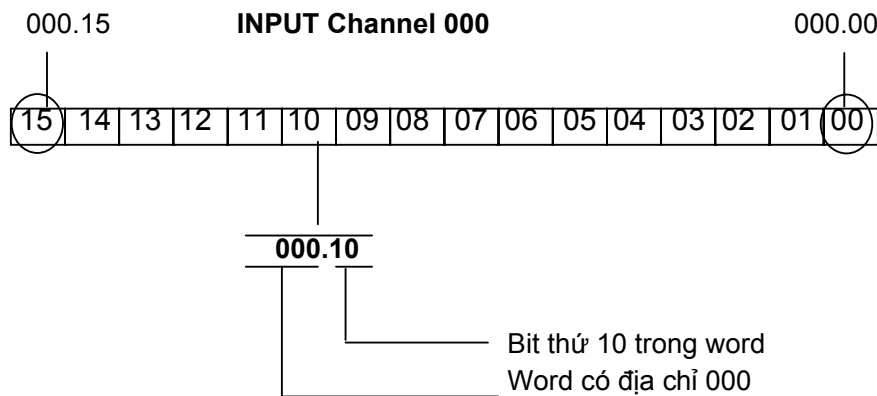 000.15 INPUT Channel 000 000.00
15 14 13 12 11 10 09 08 07 06 05 04 03 02 01 00
000.10
Bit thứ 10 trong word
Word có địa chỉ 000